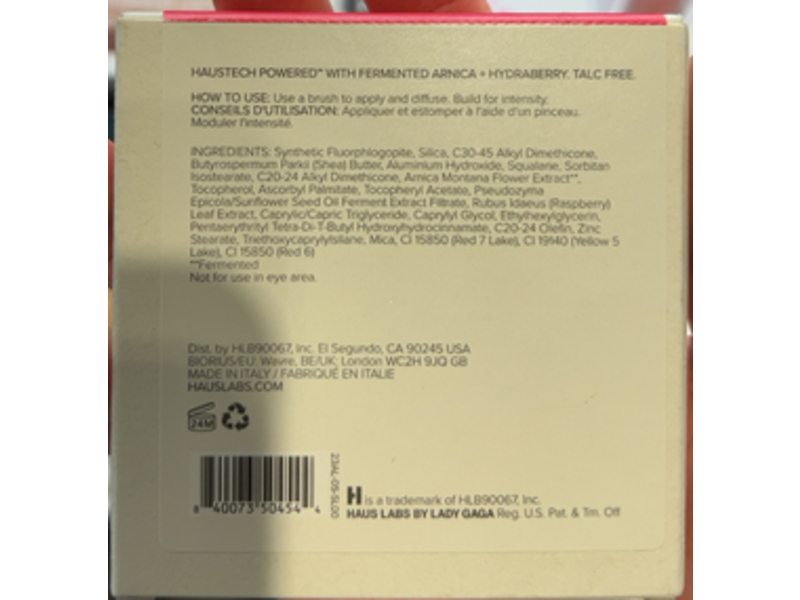 HAUSTECH POWERED™ WITH FERMENTED ARNICA + HYDRABERRY. TALC FREE.
HOW TO USE: Use a brush to apply and diffuse. Build for intensity.
CONSEILS D'UTILISATION: Appliquer et estomper à l'aide d'un pinceau.
Moduler l'intensité.
INGREDIENTS: Synthetic Fluorphlogopite, Silica, C30-45 Alkyl Dimethicone,
Butyrospermum Parkii (Shea) Butter, Aluminum Hydroxide, Squalane, Sorbitan
Isostearate, C20-24 Alkyl Dimethicone, Arnica Montana Flower Extract**,
Tocopherol, Ascorbyl Palmitate, Tocopheryl Acetate, Pseudozyma
Epicola/Sunflower Seed Oil Ferment Extract Filtrate, Rubus Idaeus (Raspberry)
Leaf Extract, Caprylic/Capric Triglyceride, Caprylyl Glycol, Ethylhexylglycerin,
Pentaerythrityl Tetra-Di-T-Butyl Hydroxyhydrocinnamate, C20-24 Olefin, Zinc
Stearate, Triethoxycaprylylsilane, Mica, CI 15850 (Red 7 Lake), CI 19140 (Yellow 5
Lake), CI 15850 (Red 6)
**Fermented
Not for use in eye area.
Dist. by HLB90067, Inc. El Segundo, CA 90245 USA
BIORIUS/EU: Wavre, BE/UK: London WC2H 9JQ GB
MADE IN ITALY / FABRIQUÉ EN ITALIE
HAUSLABS.COM
24M
23AL-05-SL00
8 40073 50454 4
H is a trademark of HLB90067, Inc.
HAUS LABS BY LADY GAGA Reg. U.S. Pat. & Tm. Off